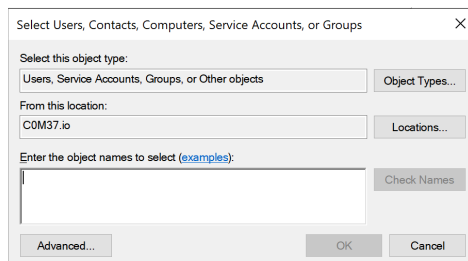 Select Users, Contacts, Computers, Service Accounts, or Groups
Select this object type:
Users, Service Accounts, Groups, or Other objects
Object Types...
From this location:
C0M37.io
Locations...
Enter the object names to select (examples):
Check Names
Advanced...
OK
Cancel